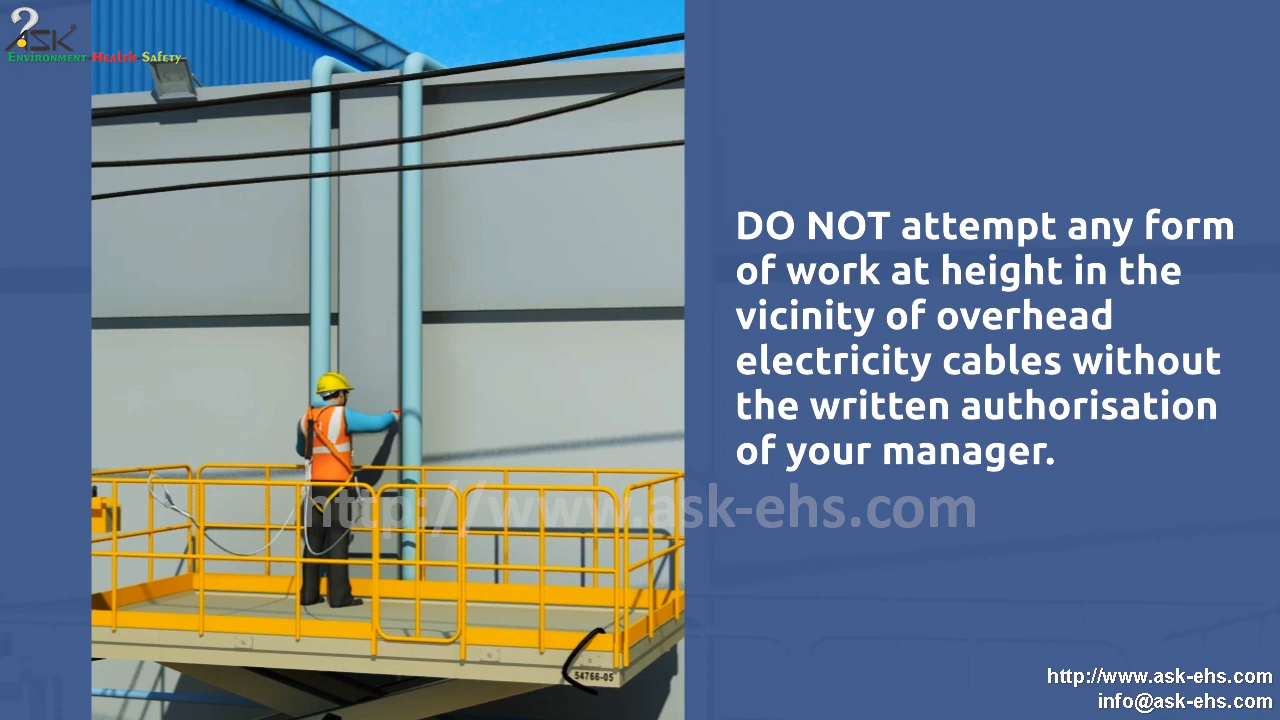 ?
ASK
Environment Health Safety
DO NOT attempt any form
of work at height in the
vicinity of overhead
electricity cables without
the written authorisation
of your manager.
http://www.ask-ehs.com
54766-05
http://www.ask-ehs.com
info@ask-ehs.com